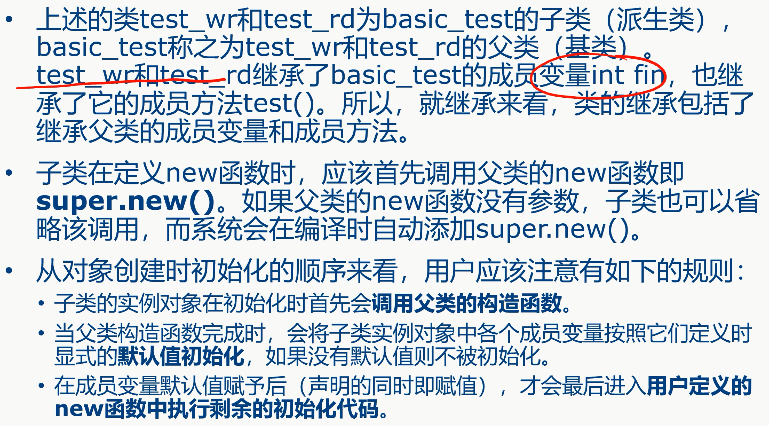 • 上述的类test_wr和test_rd为basic_test的子类（派生类），
basic_test称之为test_wr和test_rd的父类（基类）。
test_wr和test_rd继承了basic_test的成员变量int fin，也继
承了它的成员方法test()。所以，就继承来看，类的继承包括了
继承父类的成员变量和成员方法。
• 子类在定义new函数时，应该首先调用父类的new函数即
super.new()。如果父类的new函数没有参数，子类也可以省
略该调用，而系统会在编译时自动添加super.new()。
• 从对象创建时初始化的顺序来看，用户应该注意有如下的规则：
• 子类的实例对象在初始化时首先会调用父类的构造函数。
• 当父类构造函数完成时，会将子类实例对象中各个成员变量按照它们定义时
显式的默认值初始化，如果没有默认值则不被初始化。
• 在成员变量默认值赋予后（声明的同时即赋值），才会最后进入用户定义的
new函数中执行剩余的初始化代码。